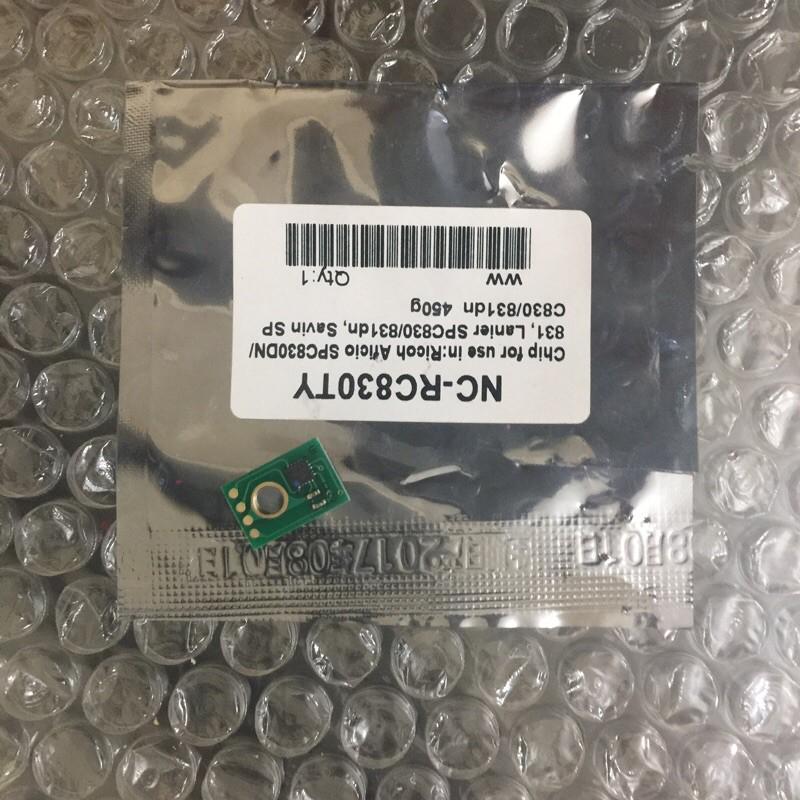 NC-RC830TY
Chip for use in:Ricoh Aficio SPC830DN/
831, Lanier SPC830/831dn, Savin SP
C830/831dn 450g
WW Qty:1